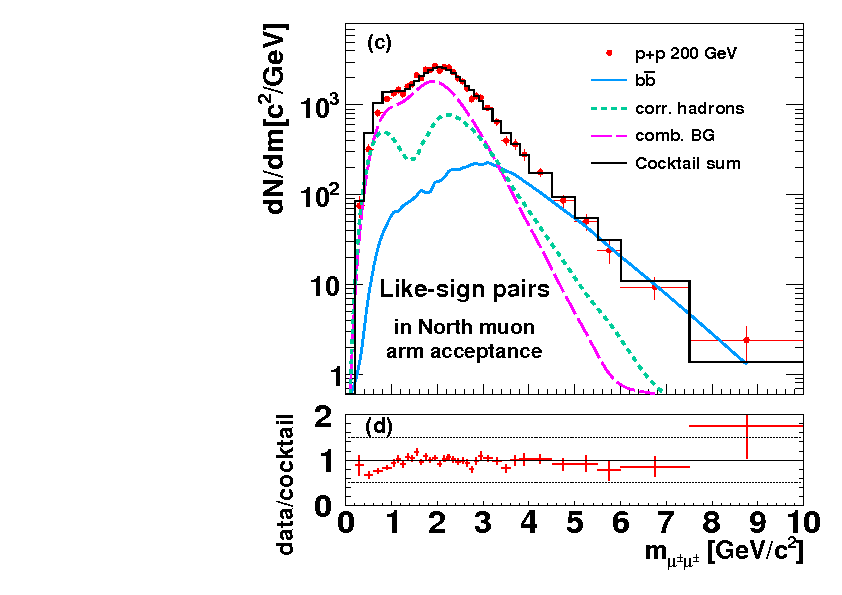 (c)
p+p 200 GeV
bb̅
corr. hadrons
comb. BG
Cocktail sum
dN/dm[c²/GeV]
10³
10²
10
1
Like-sign pairs
in North muon
arm acceptance
(d)
data/cocktail
2
1
0
0 1 2 3 4 5 6 7 8 9 10
m_μ±μ± [GeV/c²]